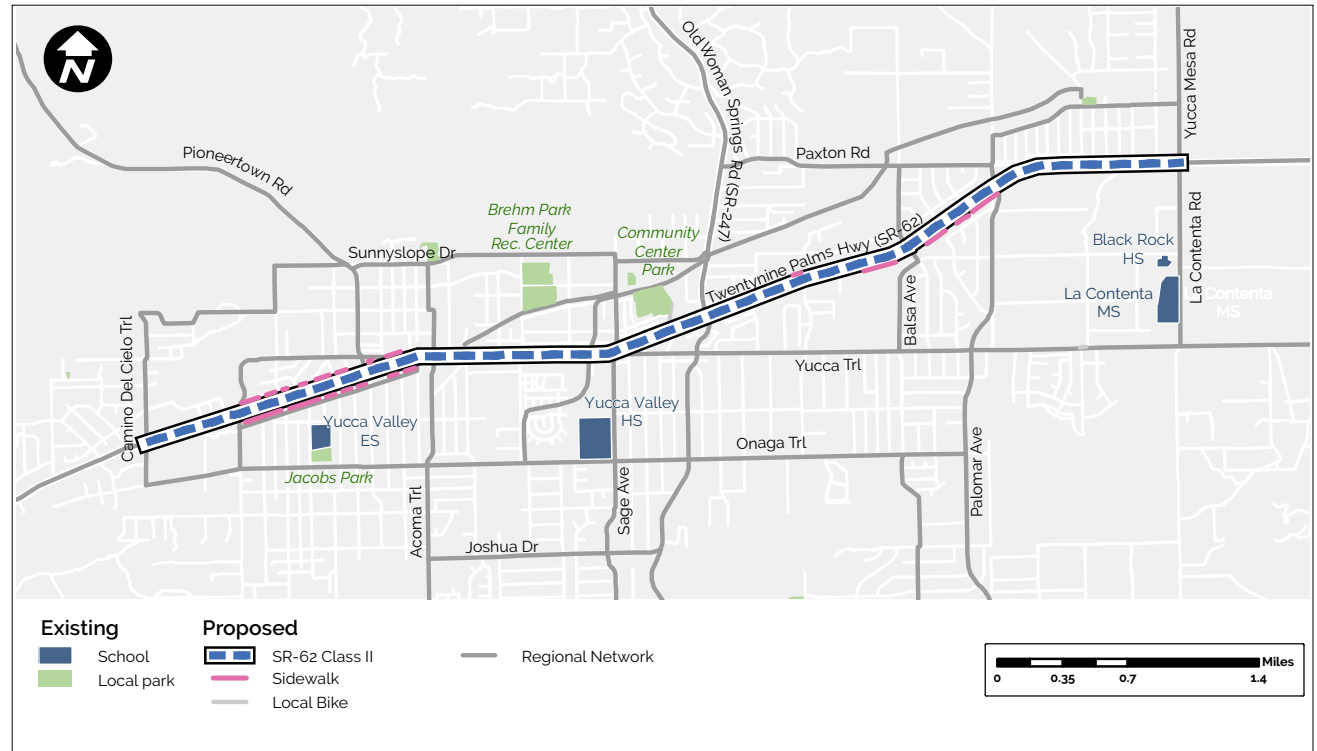 N
Old Woman Springs Rd (SR-247)
Yucca Mesa Rd
Pioneertown Rd
Paxton Rd
Brehm Park
Family
Rec. Center
Community
Center
Park
Sunnyslope Dr
Twentynine Palms Hwy (SR-62)
Black Rock
HS
La Contenta Rd
La Contenta
MS
La Contenta
MS
Camino Del Cielo Trl
Balsa Ave
Yucca Trl
Yucca Valley
ES
Yucca Valley
HS
Onaga Trl
Jacobs Park
Acoma Trl
Sage Ave
Palomar Ave
Joshua Dr
Existing
School
Local park
Proposed
SR-62 Class II
Sidewalk
Local Bike
Regional Network
Miles
0 0.35 0.7 1.4